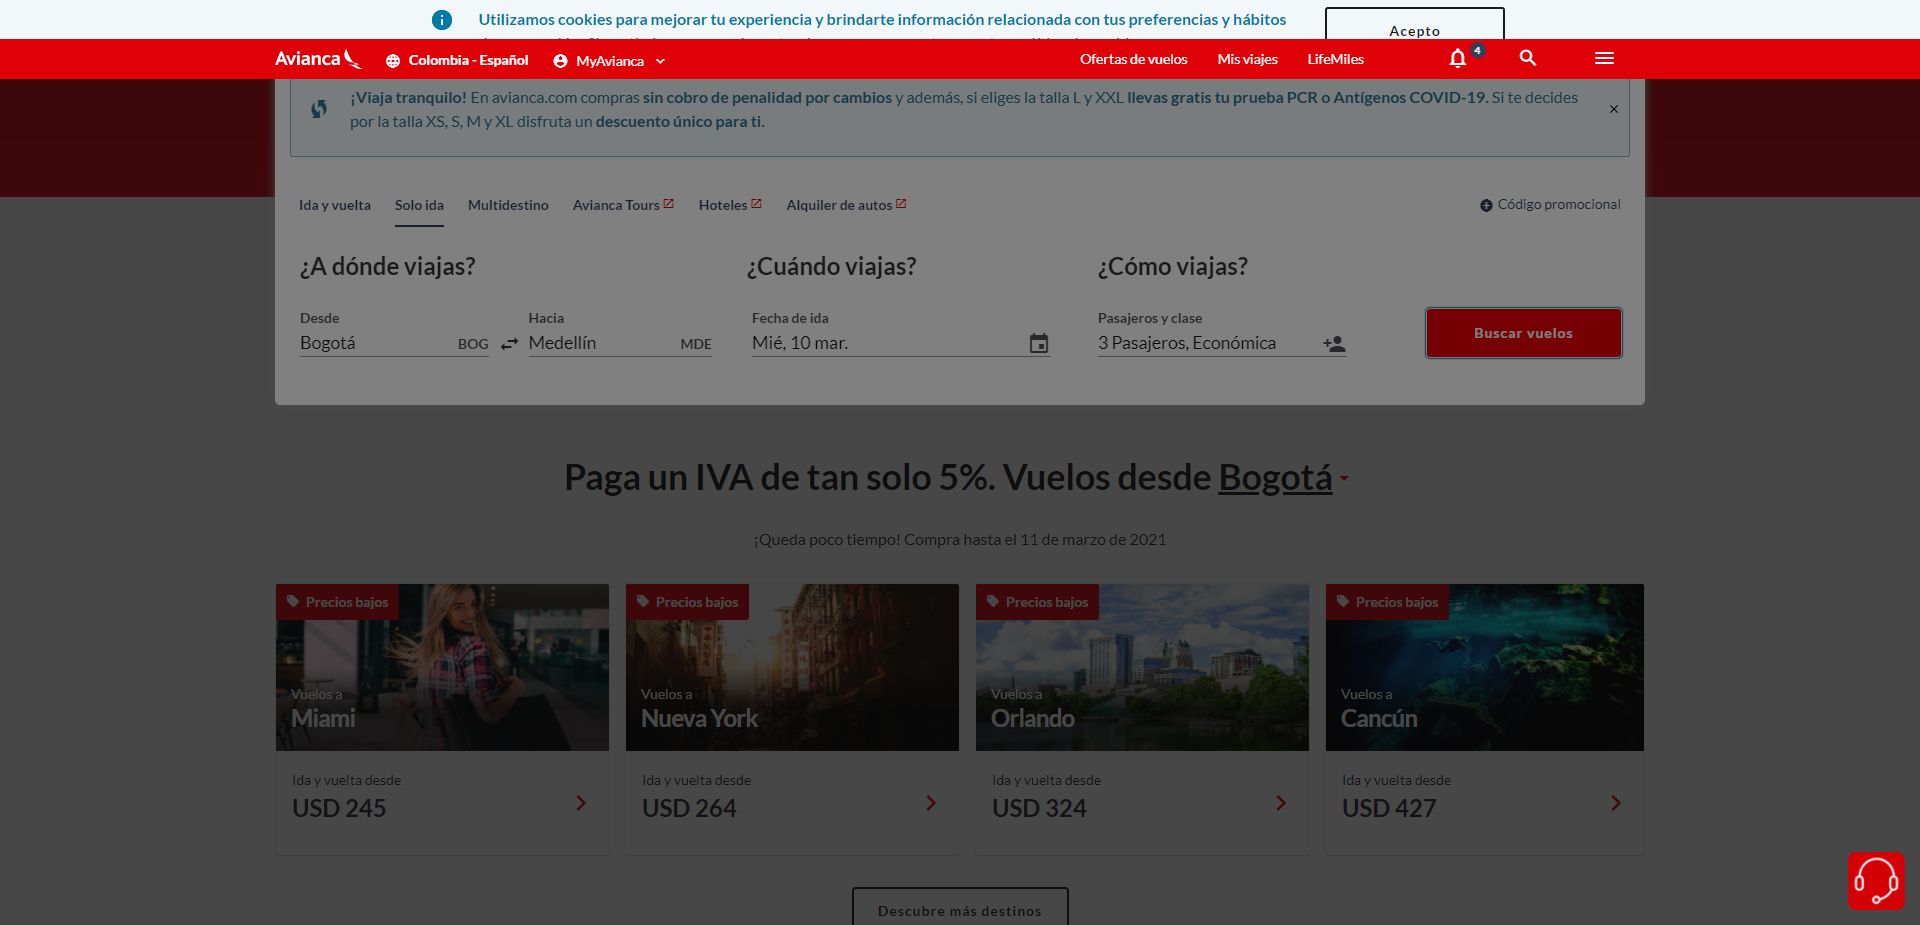 Utilizamos cookies para mejorar tu experiencia y brindarte información relacionada con tus preferencias y hábitos
Acepto
Avianca
Colombia - Español
MyAvianca
Ofertas de vuelos
Mis viajes
LifeMiles
4
¡Viaja tranquilo! En avianca.com compras sin cobro de penalidad por cambios y además, si eliges la talla L y XXL llevas gratis tu prueba PCR o Antígenos COVID-19. Si te decides
por la talla XS, S, M y XL disfruta un descuento único para ti.
Ida y vuelta
Solo ida
Multidestino
Avianca Tours
Hoteles
Alquiler de autos
Código promocional
¿A dónde viajas?
¿Cuándo viajas?
¿Cómo viajas?
Desde
Hacia
Fecha de ida
Pasajeros y clase
Bogotá
BOG
Medellín
MDE
Mié, 10 mar.
3 Pasajeros, Económica
Buscar vuelos
Paga un IVA de tan solo 5%. Vuelos desde Bogotá
¡Queda poco tiempo! Compra hasta el 11 de marzo de 2021
Precios bajos
Vuelos a
Miami
Ida y vuelta desde
USD 245
Precios bajos
Vuelos a
Nueva York
Ida y vuelta desde
USD 264
Precios bajos
Vuelos a
Orlando
Ida y vuelta desde
USD 324
Precios bajos
Vuelos a
Cancún
Ida y vuelta desde
USD 427
Descubre más destinos